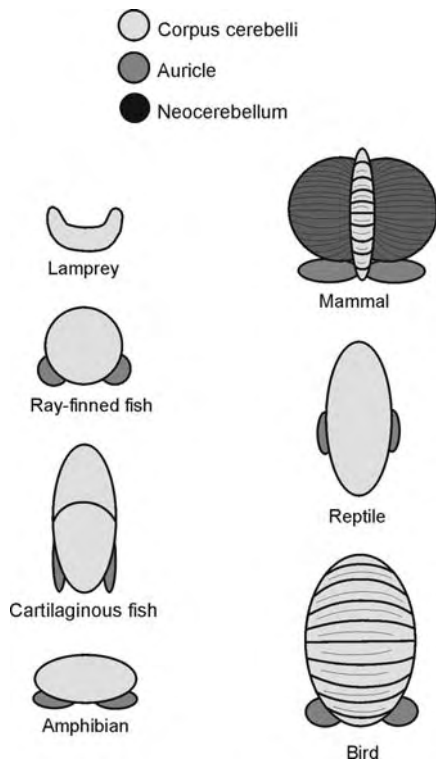 Corpus cerebelli
Auricle
Neocerebellum
Lamprey
Ray-finned fish
Cartilaginous fish
Amphibian
Mammal
Reptile
Bird